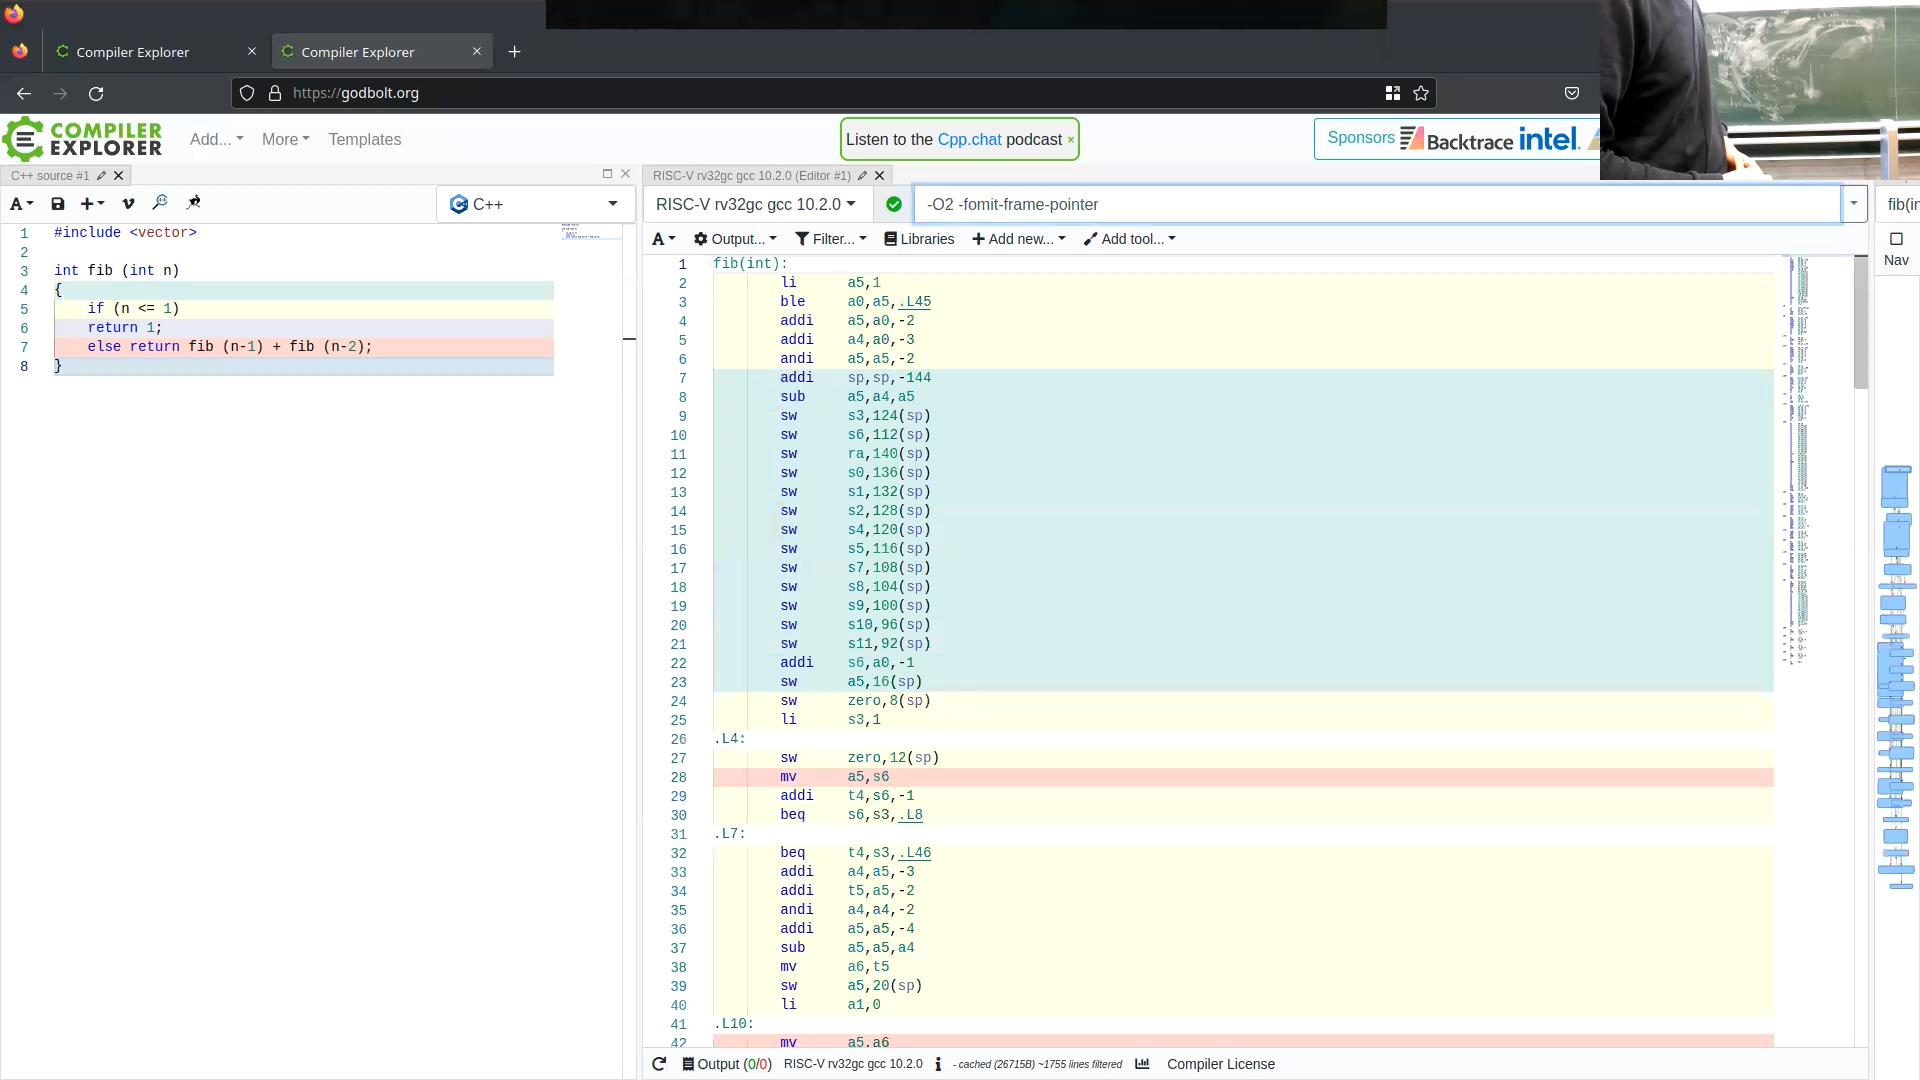 Compiler Explorer
Compiler Explorer
https://godbolt.org
COMPILER EXPLORER
Add...
More
Templates
Listen to the Cpp.chat podcast ×
Sponsors Backtrace intel.
C++ source #1
A
C++
1 #include <vector>
2
3 int fib (int n)
4 {
5 if (n <= 1)
6 return 1;
7 else return fib (n-1) + fib (n-2);
8 }
RISC-V rv32gc gcc 10.2.0 (Editor #1)
RISC-V rv32gc gcc 10.2.0
-O2 -fomit-frame-pointer
A Output... Filter... Libraries Add new... Add tool...
1 fib(int):
2 li a5,1
3 ble a0,a5,.L45
4 addi a5,a0,-2
5 addi a4,a0,-3
6 andi a5,a5,-2
7 addi sp,sp,-144
8 sub a5,a4,a5
9 sw s3,124(sp)
10 sw s6,112(sp)
11 sw ra,140(sp)
12 sw s0,136(sp)
13 sw s1,132(sp)
14 sw s2,128(sp)
15 sw s4,120(sp)
16 sw s5,116(sp)
17 sw s7,108(sp)
18 sw s8,104(sp)
19 sw s9,100(sp)
20 sw s10,96(sp)
21 sw s11,92(sp)
22 addi s6,a0,-1
23 sw a5,16(sp)
24 sw zero,8(sp)
25 li s3,1
26 .L4:
27 sw zero,12(sp)
28 mv a5,s6
29 addi t4,s6,-1
30 beq s6,s3,.L8
31 .L7:
32 beq t4,s3,.L46
33 addi a4,a5,-3
34 addi t5,a5,-2
35 andi a4,a4,-2
36 addi a5,a5,-4
37 sub a5,a5,a4
38 mv a6,t5
39 sw a5,20(sp)
40 li a1,0
41 .L10:
42 mv a5,a6
Output (0/0) RISC-V rv32gc gcc 10.2.0 i - cached (26715B) ~1755 lines filtered Compiler License
fib(in
Nav